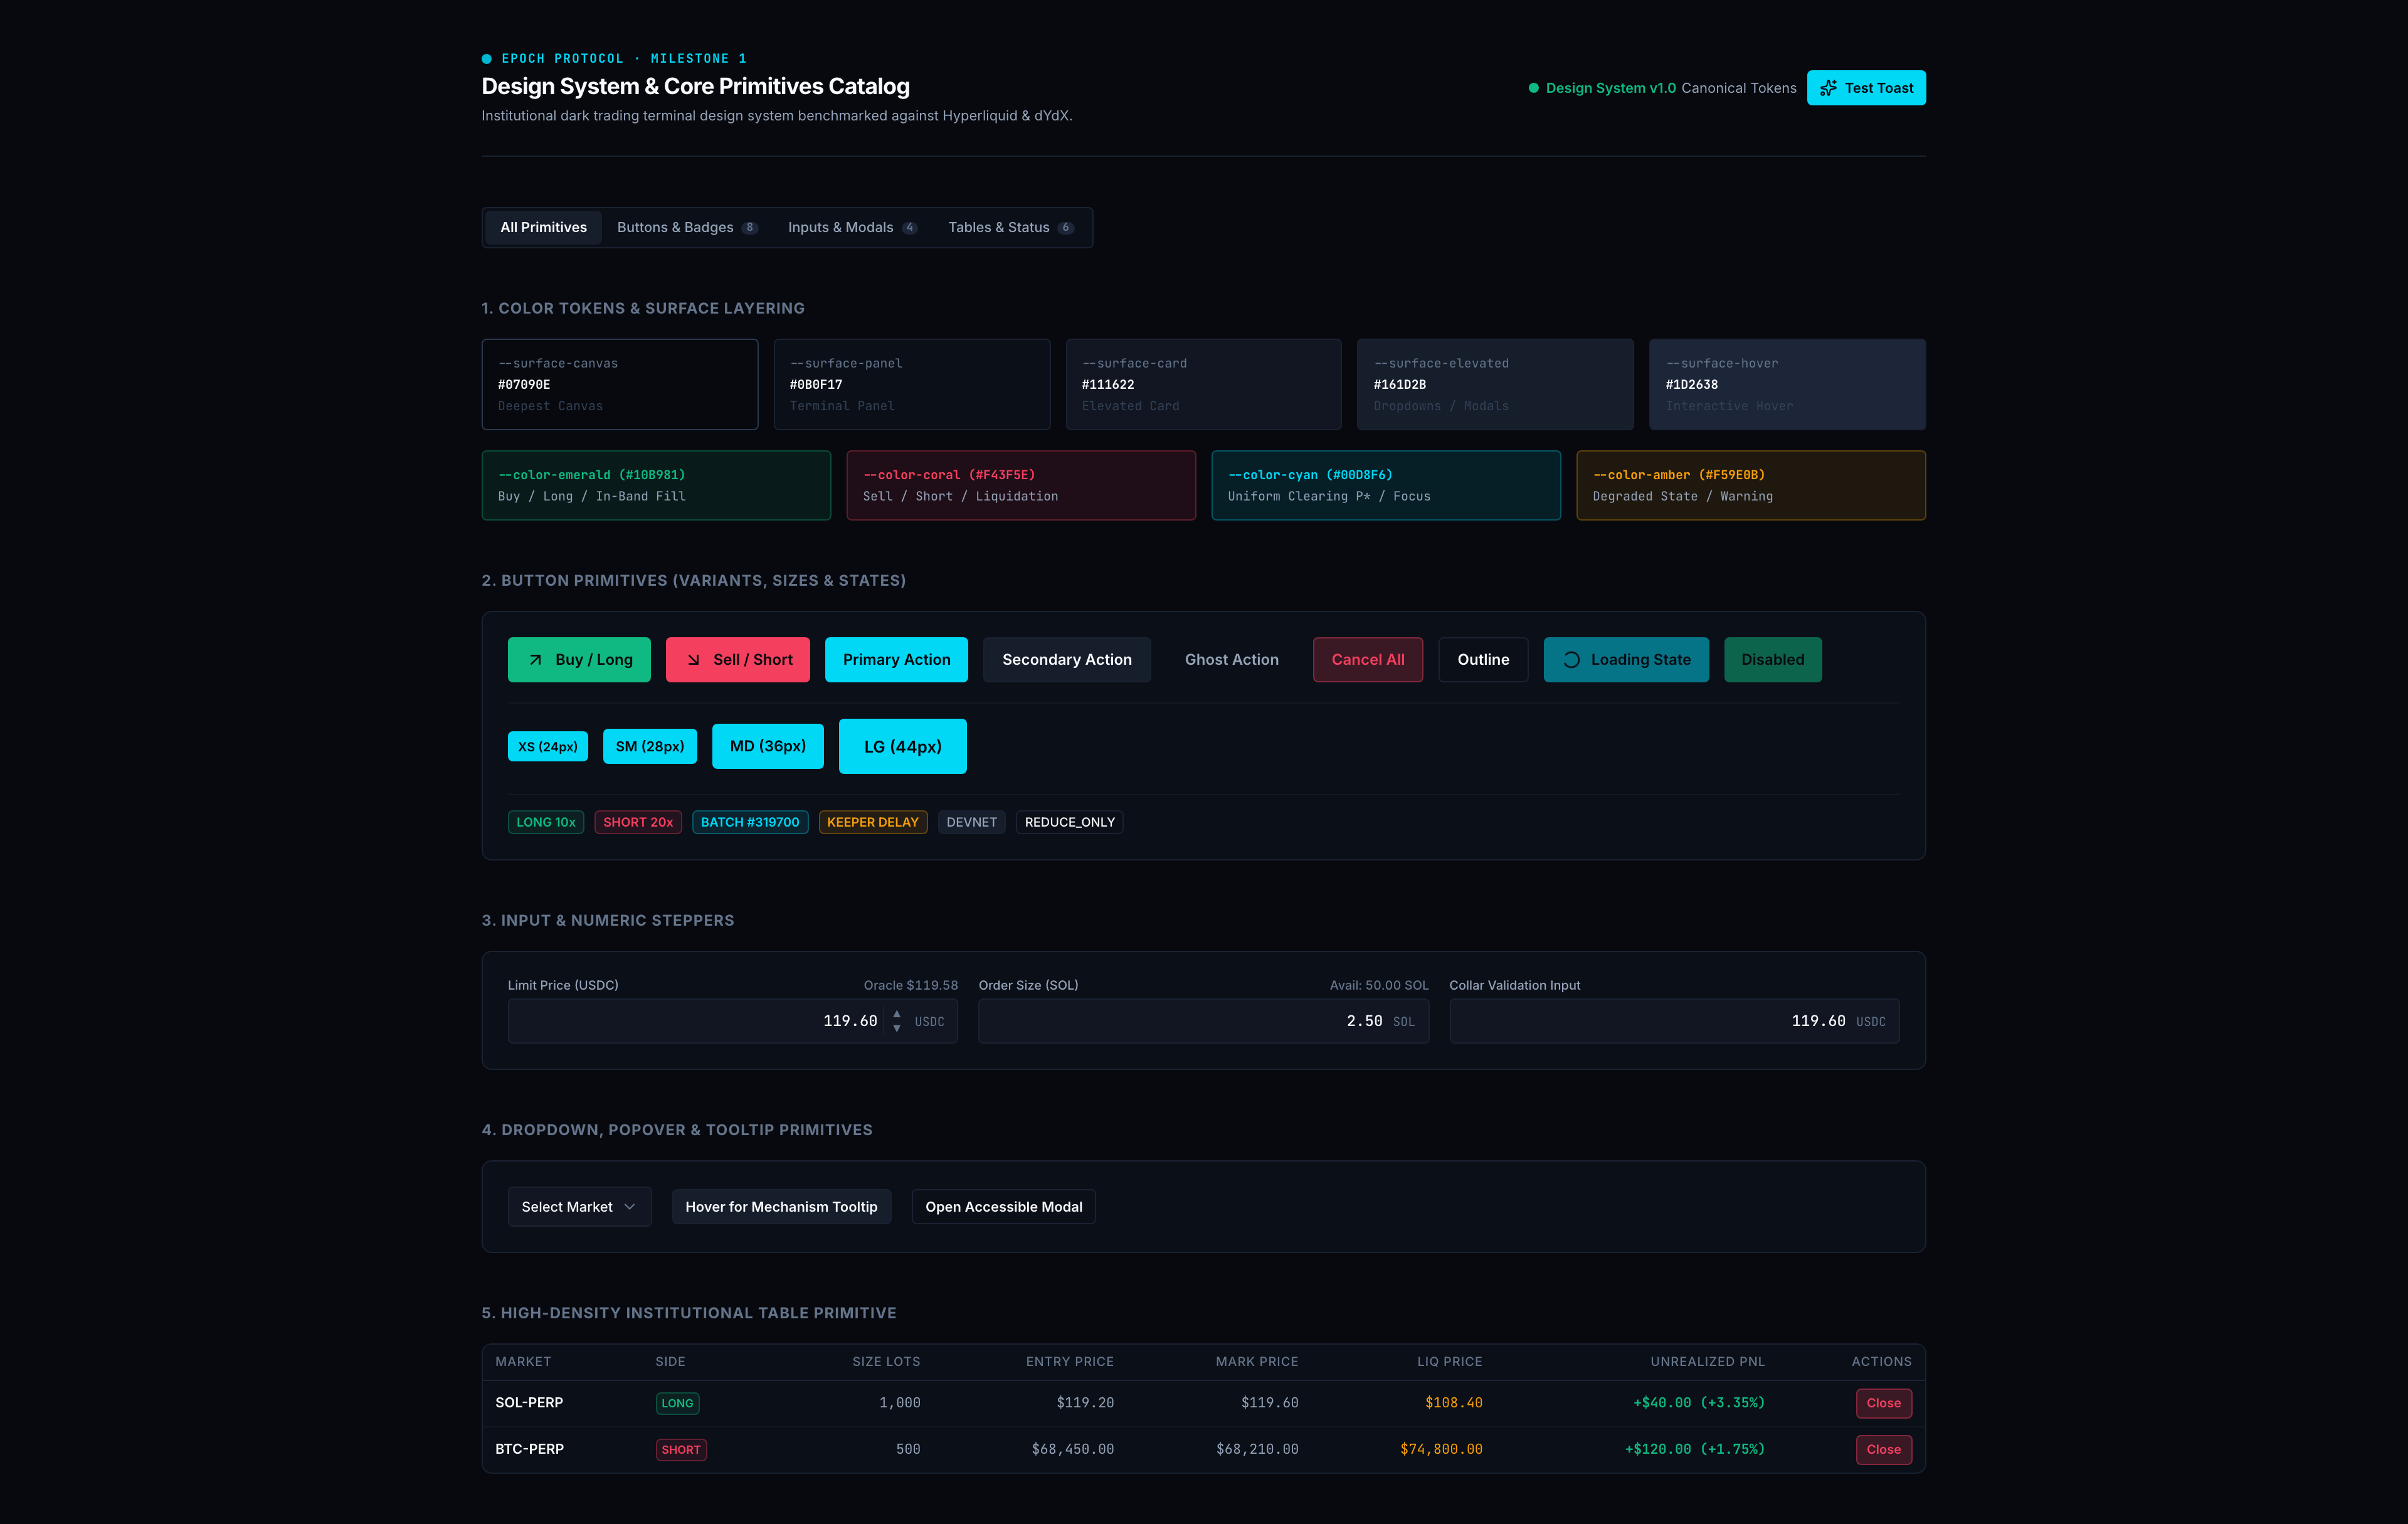 EPOCH PROTOCOL · MILESTONE 1
Design System & Core Primitives Catalog
Institutional dark trading terminal design system benchmarked against Hyperliquid & dYdX.
Design System v1.0 Canonical Tokens
Test Toast
All Primitives
Buttons & Badges 8
Inputs & Modals 4
Tables & Status 6
1. COLOR TOKENS & SURFACE LAYERING
--surface-canvas
#07090E
Deepest Canvas
--surface-panel
#0B0F17
Terminal Panel
--surface-card
#111622
Elevated Card
--surface-elevated
#161D2B
Dropdowns / Modals
--surface-hover
#1D2638
Interactive Hover
--color-emerald (#10B981)
Buy / Long / In-Band Fill
--color-coral (#F43F5E)
Sell / Short / Liquidation
--color-cyan (#00D8F6)
Uniform Clearing P* / Focus
--color-amber (#F59E0B)
Degraded State / Warning
2. BUTTON PRIMITIVES (VARIANTS, SIZES & STATES)
Buy / Long
Sell / Short
Primary Action
Secondary Action
Ghost Action
Cancel All
Outline
Loading State
Disabled
XS (24px)
SM (28px)
MD (36px)
LG (44px)
LONG 10x
SHORT 20x
BATCH #319700
KEEPER DELAY
DEVNET
REDUCE_ONLY
3. INPUT & NUMERIC STEPPERS
Limit Price (USDC)
Oracle $119.58
119.60 USDC
Order Size (SOL)
Avail: 50.00 SOL
2.50 SOL
Collar Validation Input
119.60 USDC
4. DROPDOWN, POPOVER & TOOLTIP PRIMITIVES
Select Market
Hover for Mechanism Tooltip
Open Accessible Modal
5. HIGH-DENSITY INSTITUTIONAL TABLE PRIMITIVE
MARKET SIDE SIZE LOTS ENTRY PRICE MARK PRICE LIQ PRICE UNREALIZED PNL ACTIONS
SOL-PERP LONG 1,000 $119.20 $119.60 $108.40 +$40.00 (+3.35%) Close
BTC-PERP SHORT 500 $68,450.00 $68,210.00 $74,800.00 +$120.00 (+1.75%) Close